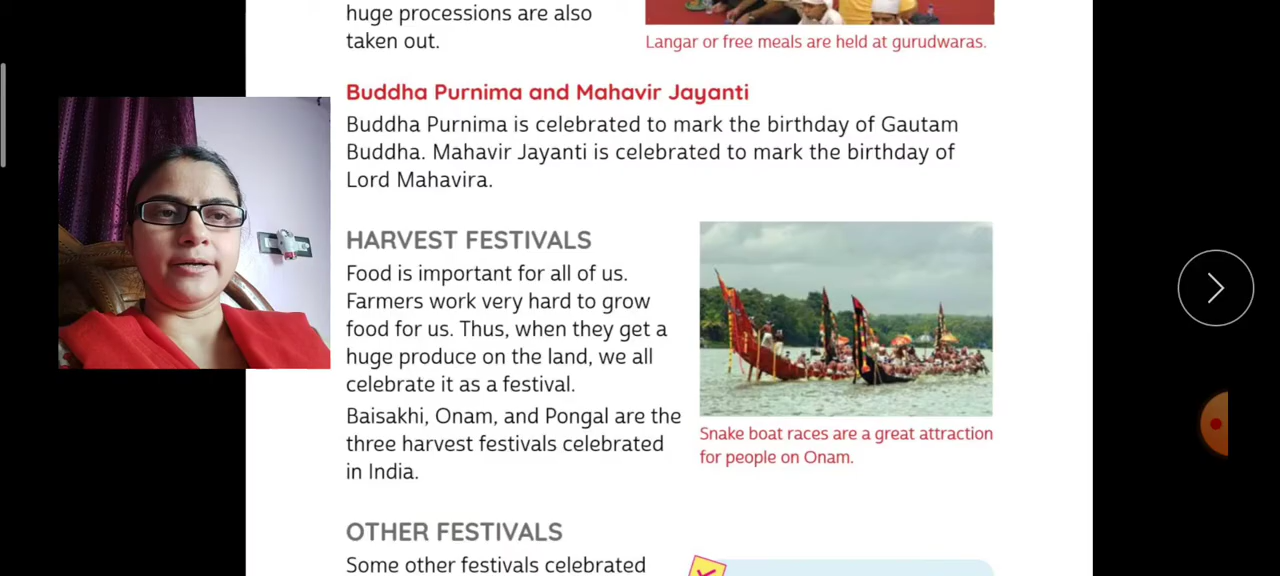 huge processions are also
taken out.
Langar or free meals are held at gurudwaras.
Buddha Purnima and Mahavir Jayanti
Buddha Purnima is celebrated to mark the birthday of Gautam
Buddha. Mahavir Jayanti is celebrated to mark the birthday of
Lord Mahavira.
HARVEST FESTIVALS
Food is important for all of us.
Farmers work very hard to grow
food for us. Thus, when they get a
huge produce on the land, we all
celebrate it as a festival.
Baisakhi, Onam, and Pongal are the
three harvest festivals celebrated
in India.
Snake boat races are a great attraction
for people on Onam.
OTHER FESTIVALS
Some other festivals celebrated